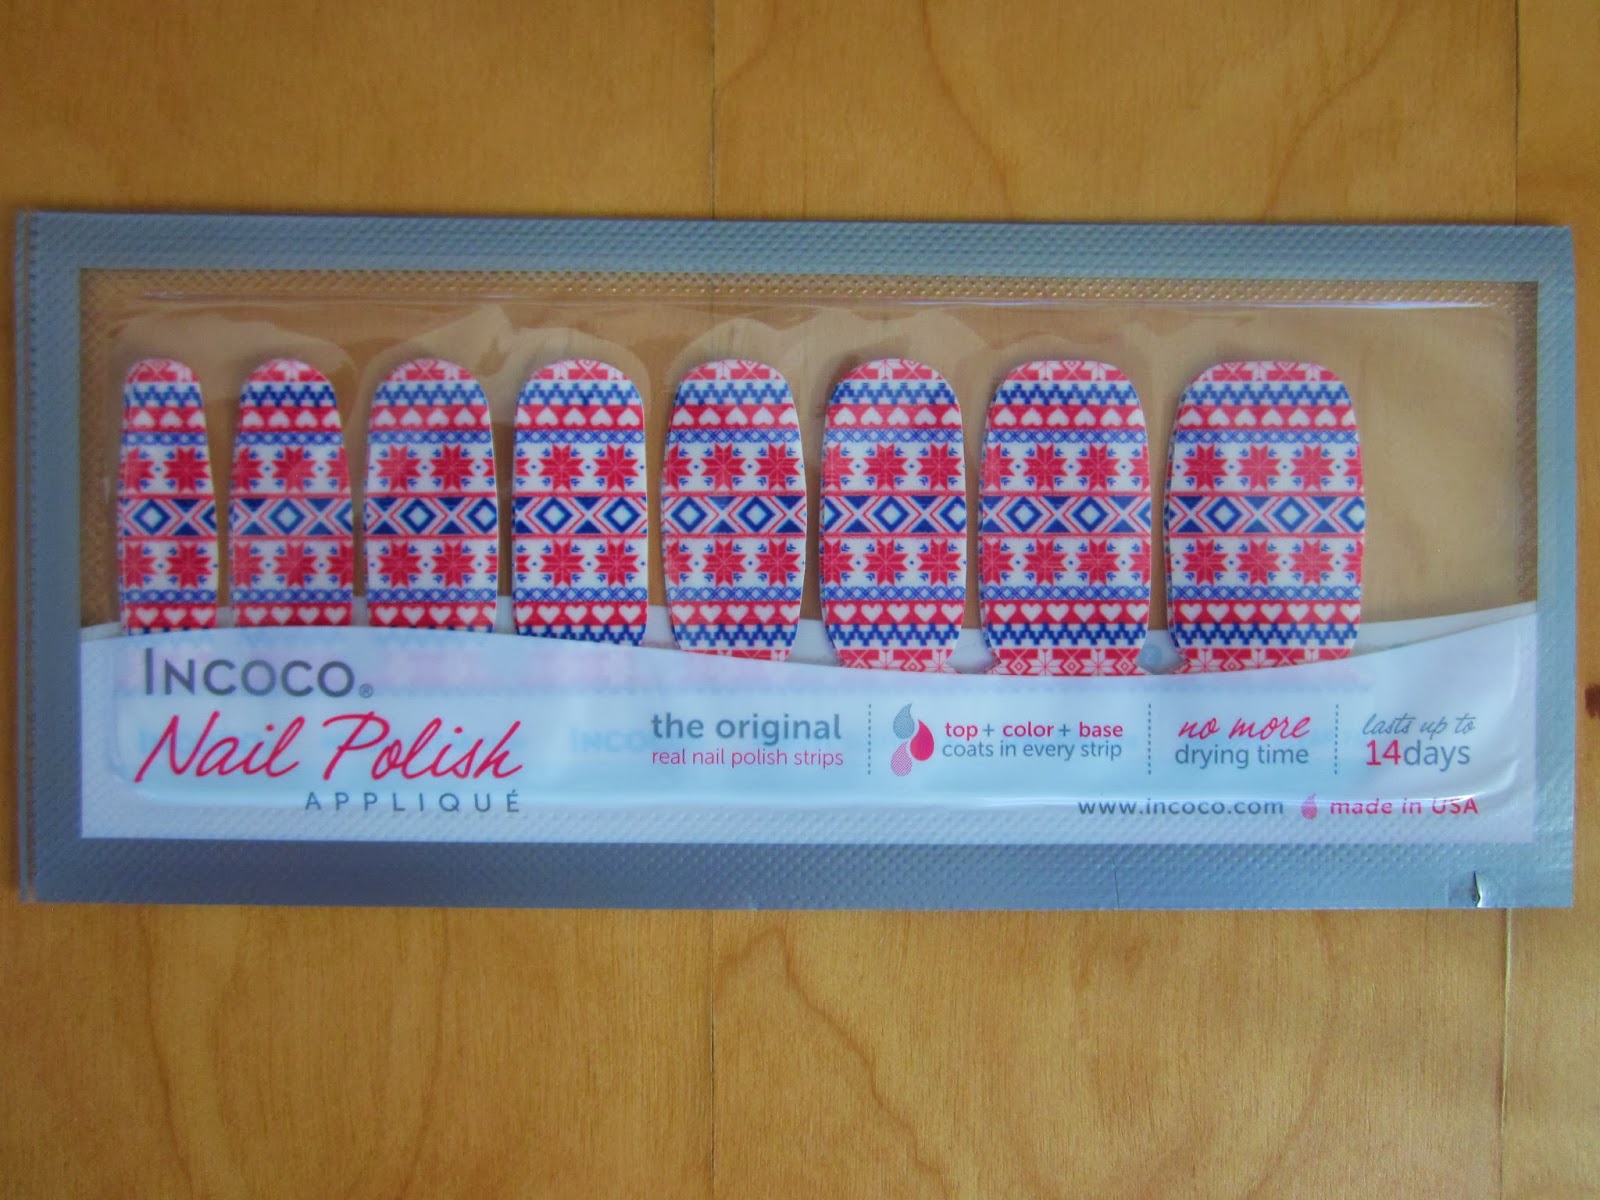 INCOCO®
Nail Polish
APPLIQUÉ
the original
real nail polish strips
top + color + base
coats in every strip
no more
drying time
lasts up to
14days
www.incoco.com made in USA